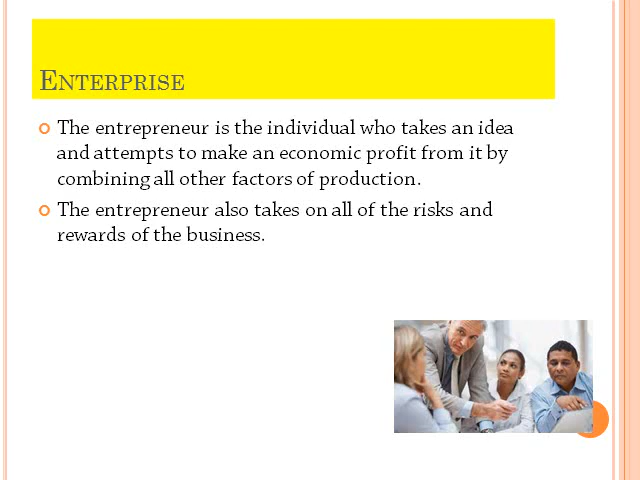 Enterprise
The entrepreneur is the individual who takes an idea
and attempts to make an economic profit from it by
combining all other factors of production.
The entrepreneur also takes on all of the risks and
rewards of the business.